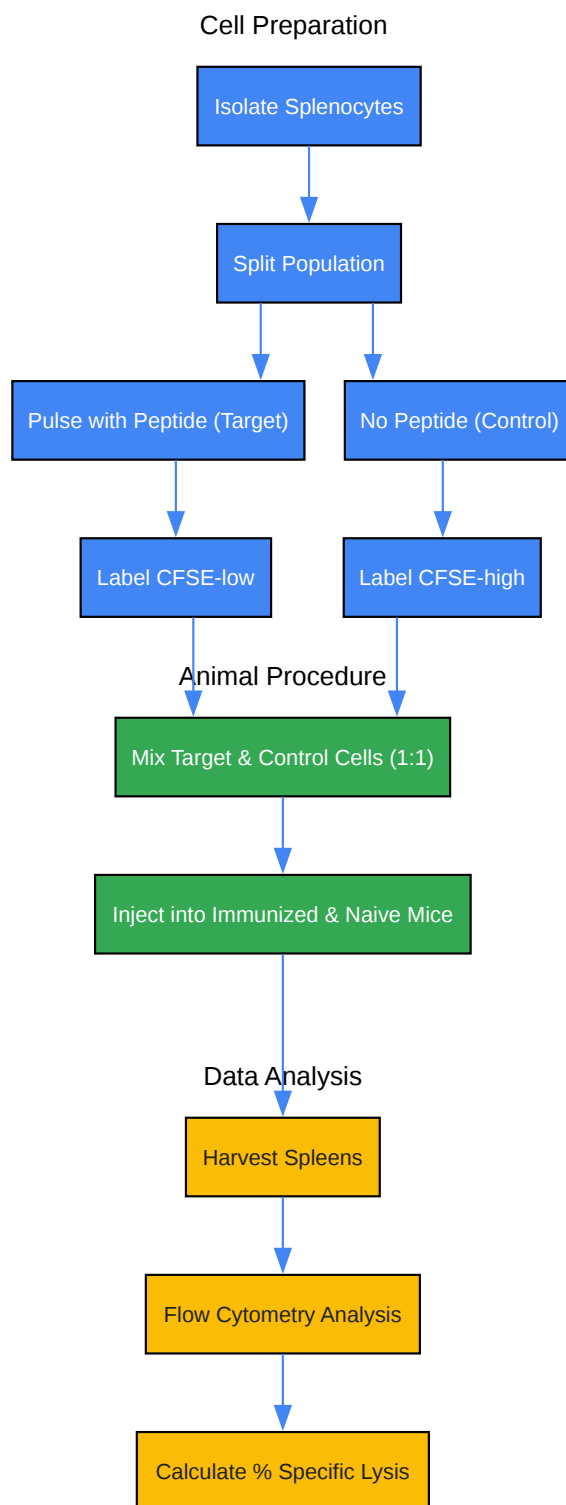 Cell Preparation
Isolate Splenocytes
Split Population
Pulse with Peptide (Target)
No Peptide (Control)
Label CFSE-low
Label CFSE-high
Animal Procedure
Mix Target & Control Cells (1:1)
Inject into Immunized & Naive Mice
Data Analysis
Harvest Spleens
Flow Cytometry Analysis
Calculate % Specific Lysis